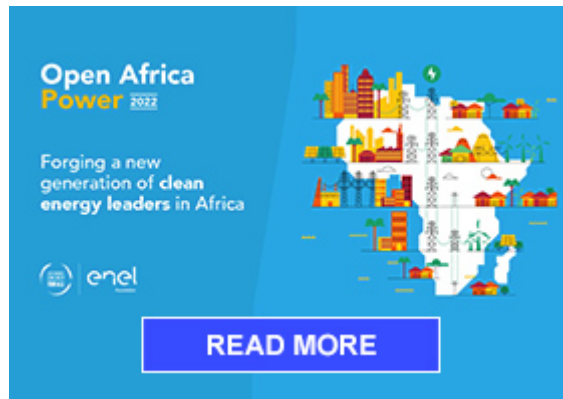 Open Africa
Power 2022
Forging a new
generation of clean
energy leaders in Africa
enel
READ MORE